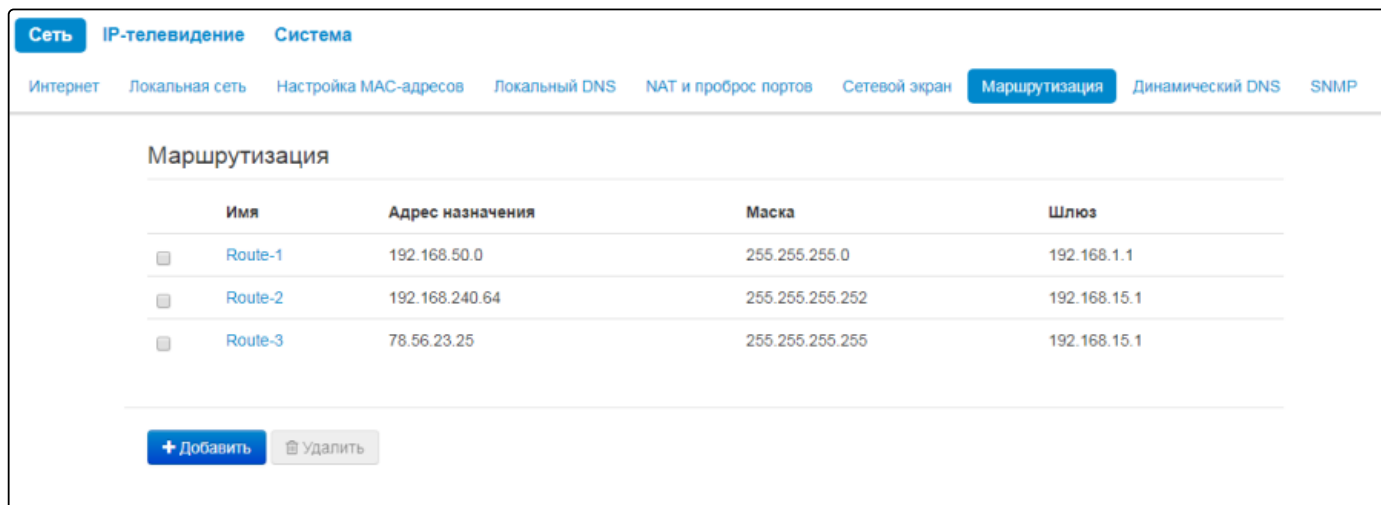 Сеть IP-телевидение Система
Интернет Локальная сеть Настройка MAC-адресов Локальный DNS NAT и проброс портов Сетевой экран Маршрутизация Динамический DNS SNMP
Маршрутизация
Имя Адрес назначения Маска Шлюз
Route-1 192.168.50.0 255.255.255.0 192.168.1.1
Route-2 192.168.240.64 255.255.255.252 192.168.15.1
Route-3 78.56.23.25 255.255.255.255 192.168.15.1
+ Добавить Удалить